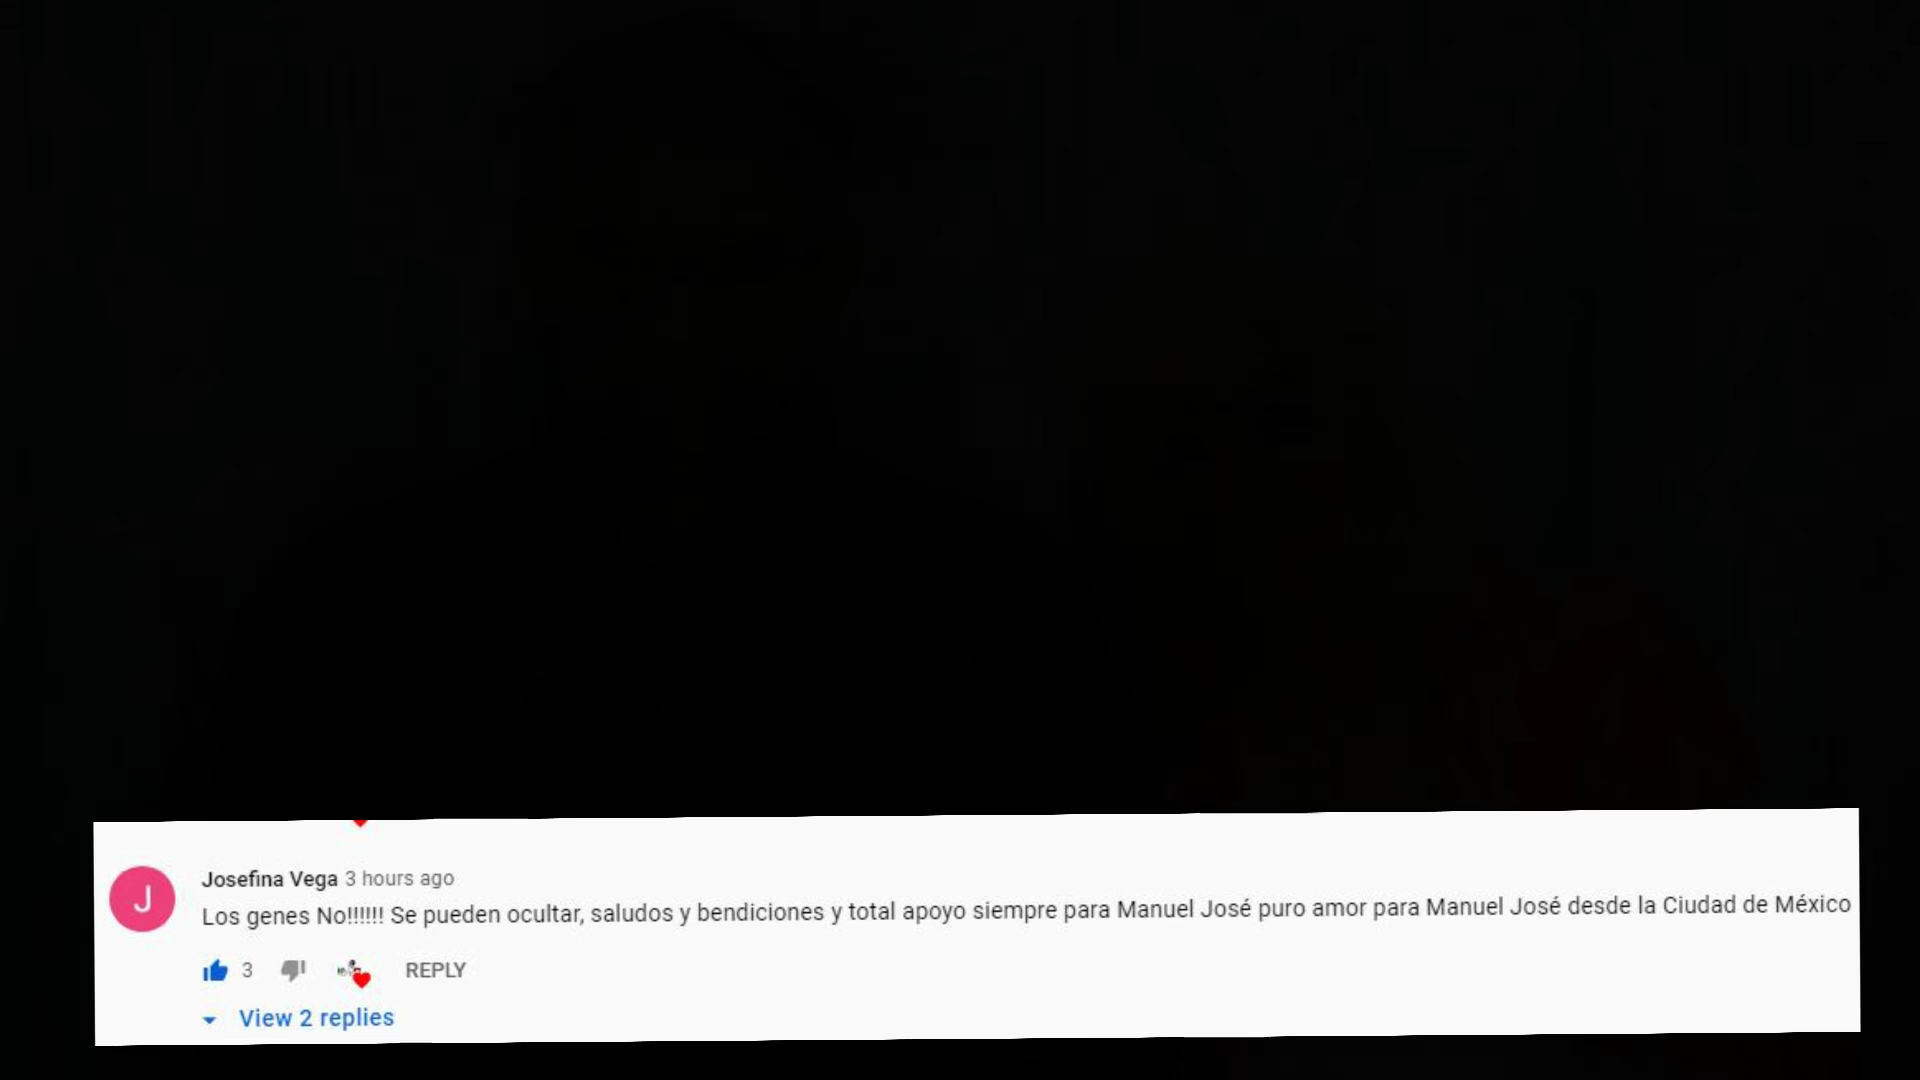 J
Josefina Vega 3 hours ago
Los genes No!!!!!! Se pueden ocultar, saludos y bendiciones y total apoyo siempre para Manuel José puro amor para Manuel José desde la Ciudad de México
3 REPLY
View 2 replies